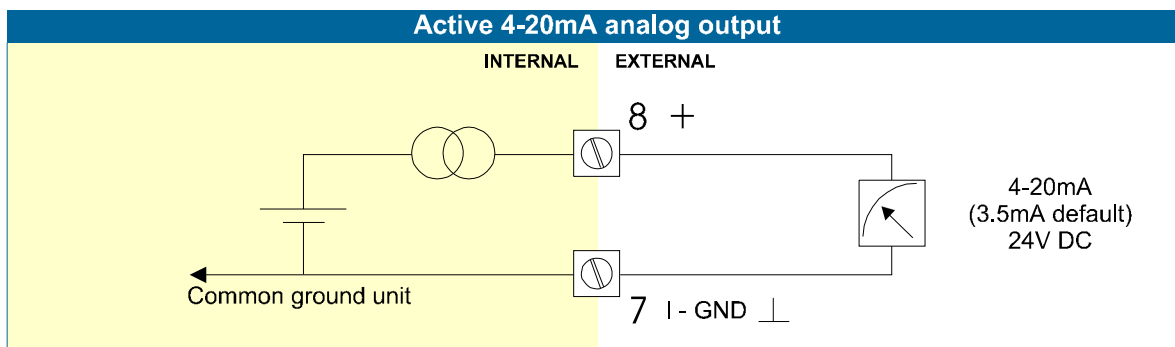 Active 4-20mA analog output
INTERNAL EXTERNAL
8 +
4-20mA
(3.5mA default)
24V DC
Common ground unit
7 I - GND ⊥